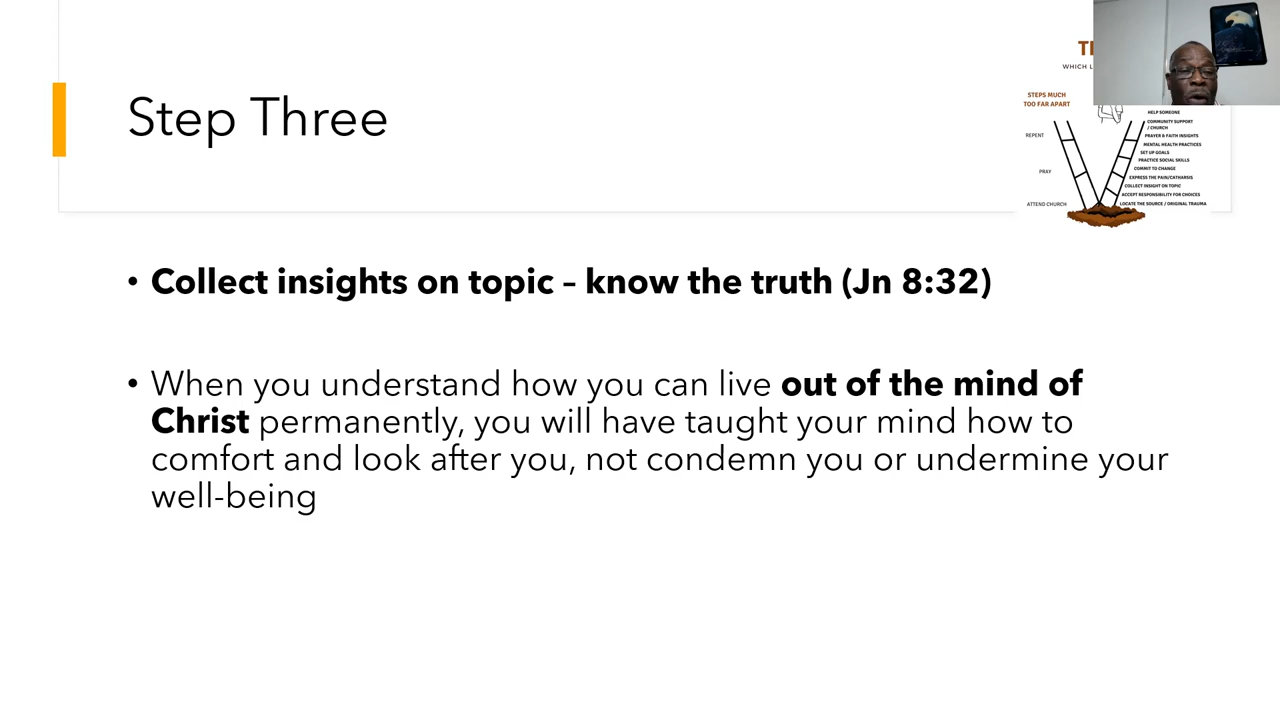 Step Three
WHICH
STEPS MUCH
TOO FAR APART
REPENT
PRAY
ATTEND CHURCH
HELP SOMEONE
COMMUNITY SUPPORT
/ CHURCH
PRAYER & FAITH INSIGHTS
MENTAL HEALTH PRACTICES
SET UP GOALS
PRACTICE SOCIAL SKILLS
COMMIT TO CHANGE
EXPRESS THE PAIN/CATHARSIS
COLLECT INSIGHT ON TOPIC
ACCEPT RESPONSIBILITY FOR CHOICES
LOCATE THE SOURCE / ORIGINAL TRAUMA
• Collect insights on topic – know the truth (Jn 8:32)
• When you understand how you can live out of the mind of
Christ permanently, you will have taught your mind how to
comfort and look after you, not condemn you or undermine your
well-being